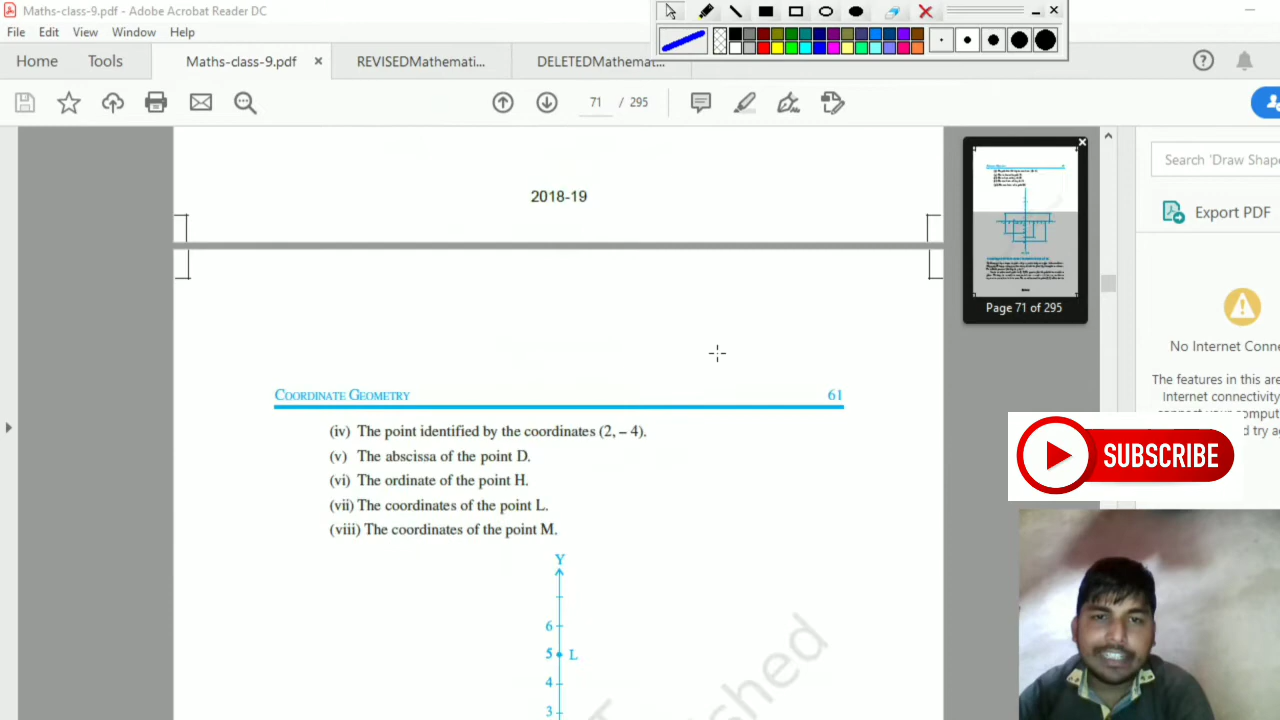 Maths-class-9.pdf - Adobe Acrobat Reader DC
File Edit View Window Help
Home Tools Maths-class-9.pdf × REVISEDMathemati... DELETEDMathemat...
71 / 295
2018-19
COORDINATE GEOMETRY 61
(iv) The point identified by the coordinates (2, – 4).
(v) The abscissa of the point D.
(vi) The ordinate of the point H.
(vii) The coordinates of the point L.
(viii) The coordinates of the point M.
Y
6
5 L
4
3
Page 71 of 295
Search 'Draw Shape
Export PDF
No Internet Conne
The features in this are
Internet connectivity
SUBSCRIBE